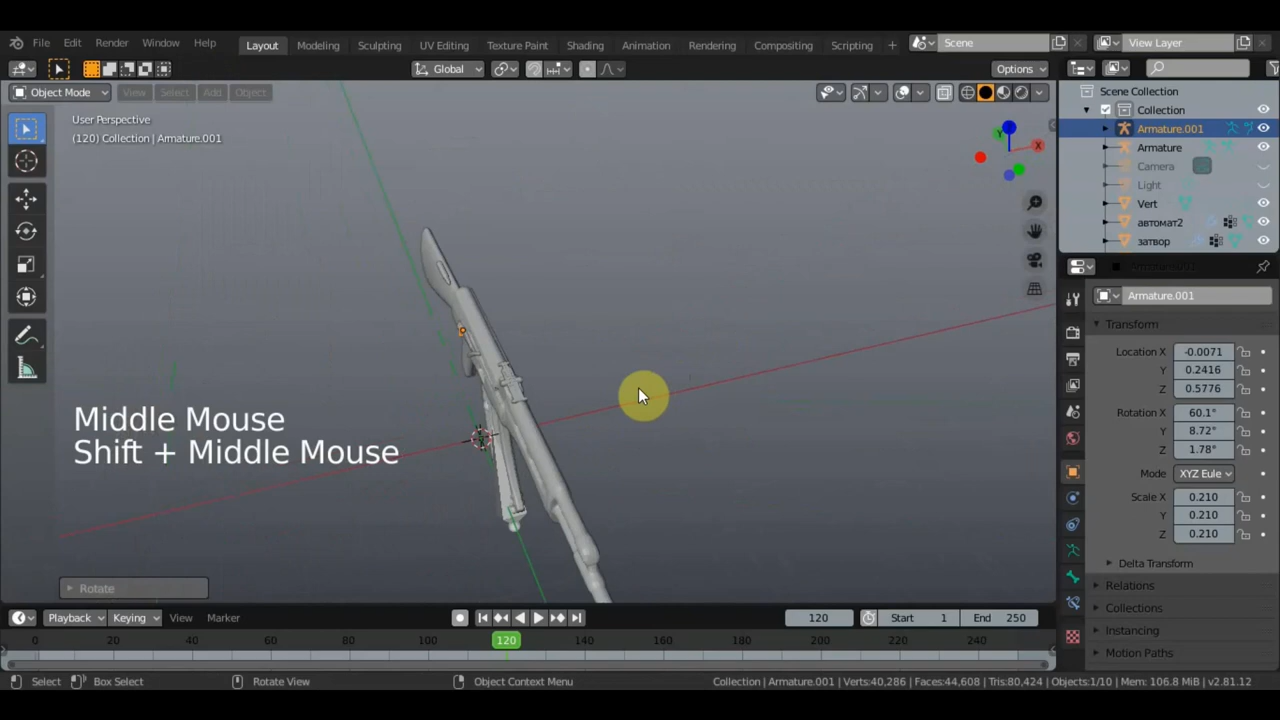 File Edit Render Window Help Layout Modeling Sculpting UV Editing Texture Paint Shading Animation Rendering Compositing Scripting + Scene View Layer
Global Options
Object Mode View Select Add Object
User Perspective
(120) Collection | Armature.001
Z
Y
X
Middle Mouse
Shift + Middle Mouse
Rotate
Scene Collection
Collection
Armature.001
Armature
Camera
Light
Vert
автомат2
затвор
Armature.001
Transform
Location X -0.0071
Y 0.2416
Z 0.5776
Rotation X 60.1°
Y 8.72°
Z 1.78°
Mode XYZ Eule
Scale X 0.210
Y 0.210
Z 0.210
Delta Transform
Relations
Collections
Instancing
Motion Paths
Playback Keying View Marker 120 Start 1 End 250
0 20 40 60 80 100 120 140 160 180 200 220 240
Select Box Select Rotate View Object Context Menu Collection | Armature.001 | Verts:40,286 | Faces:44,608 | Tris:80,424 | Objects:1/10 | Mem: 106.8 MiB | v2.81.12